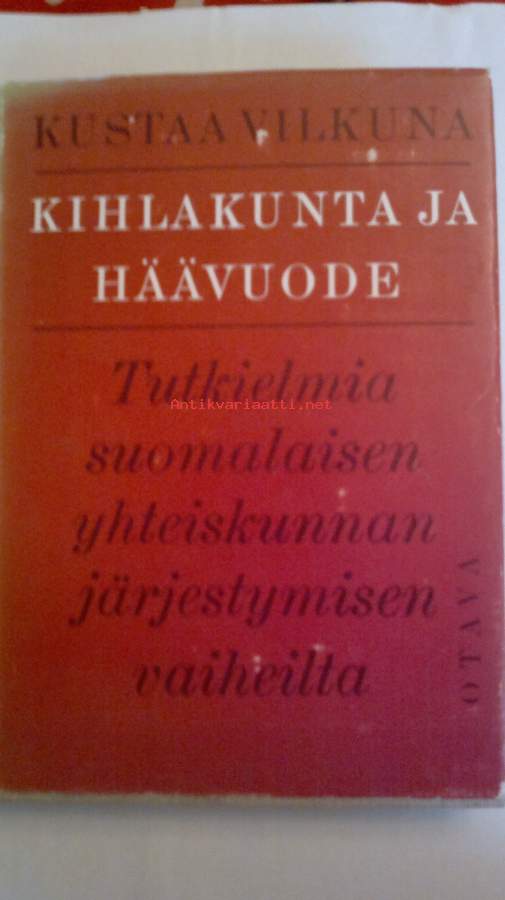 KUSTAA VILKUNA
KIHLAKUNTA JA
HÄÄVUODE
Tutkielmia
Antikvariaatti.net
suomalaisen
yhteiskunnan
järjestymisen
vaiheilta
OTAVA